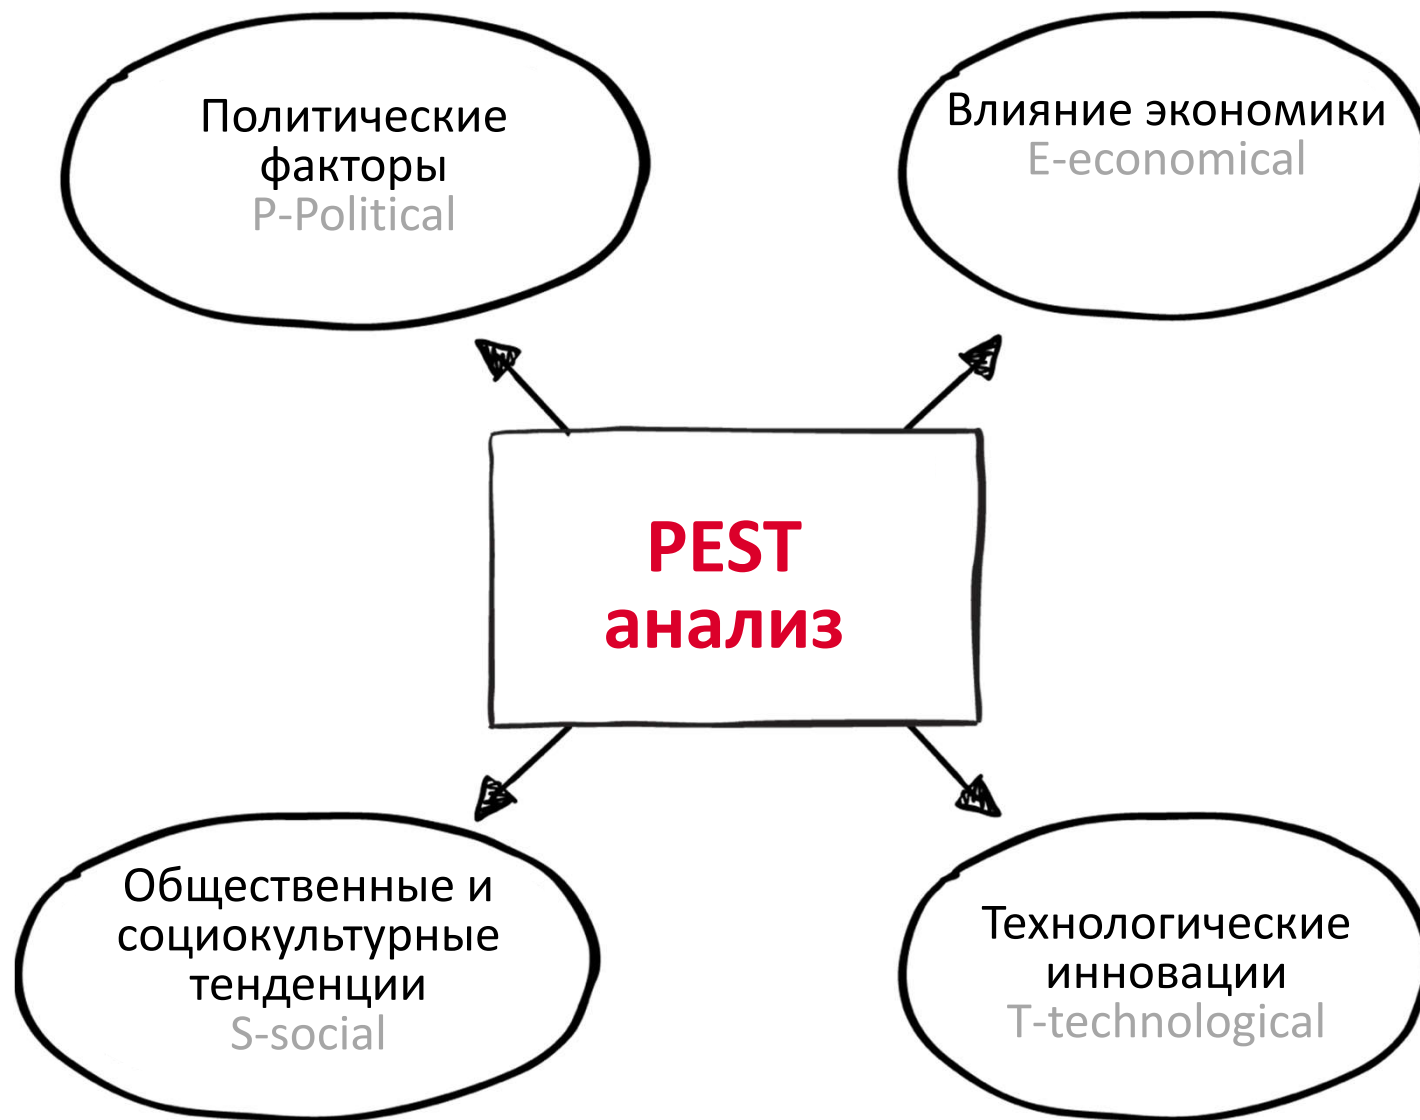 Политические
факторы
P-Political
Влияние экономики
E-economical
PEST
анализ
Общественные и
социокультурные
тенденции
S-social
Технологические
инновации
T-technological